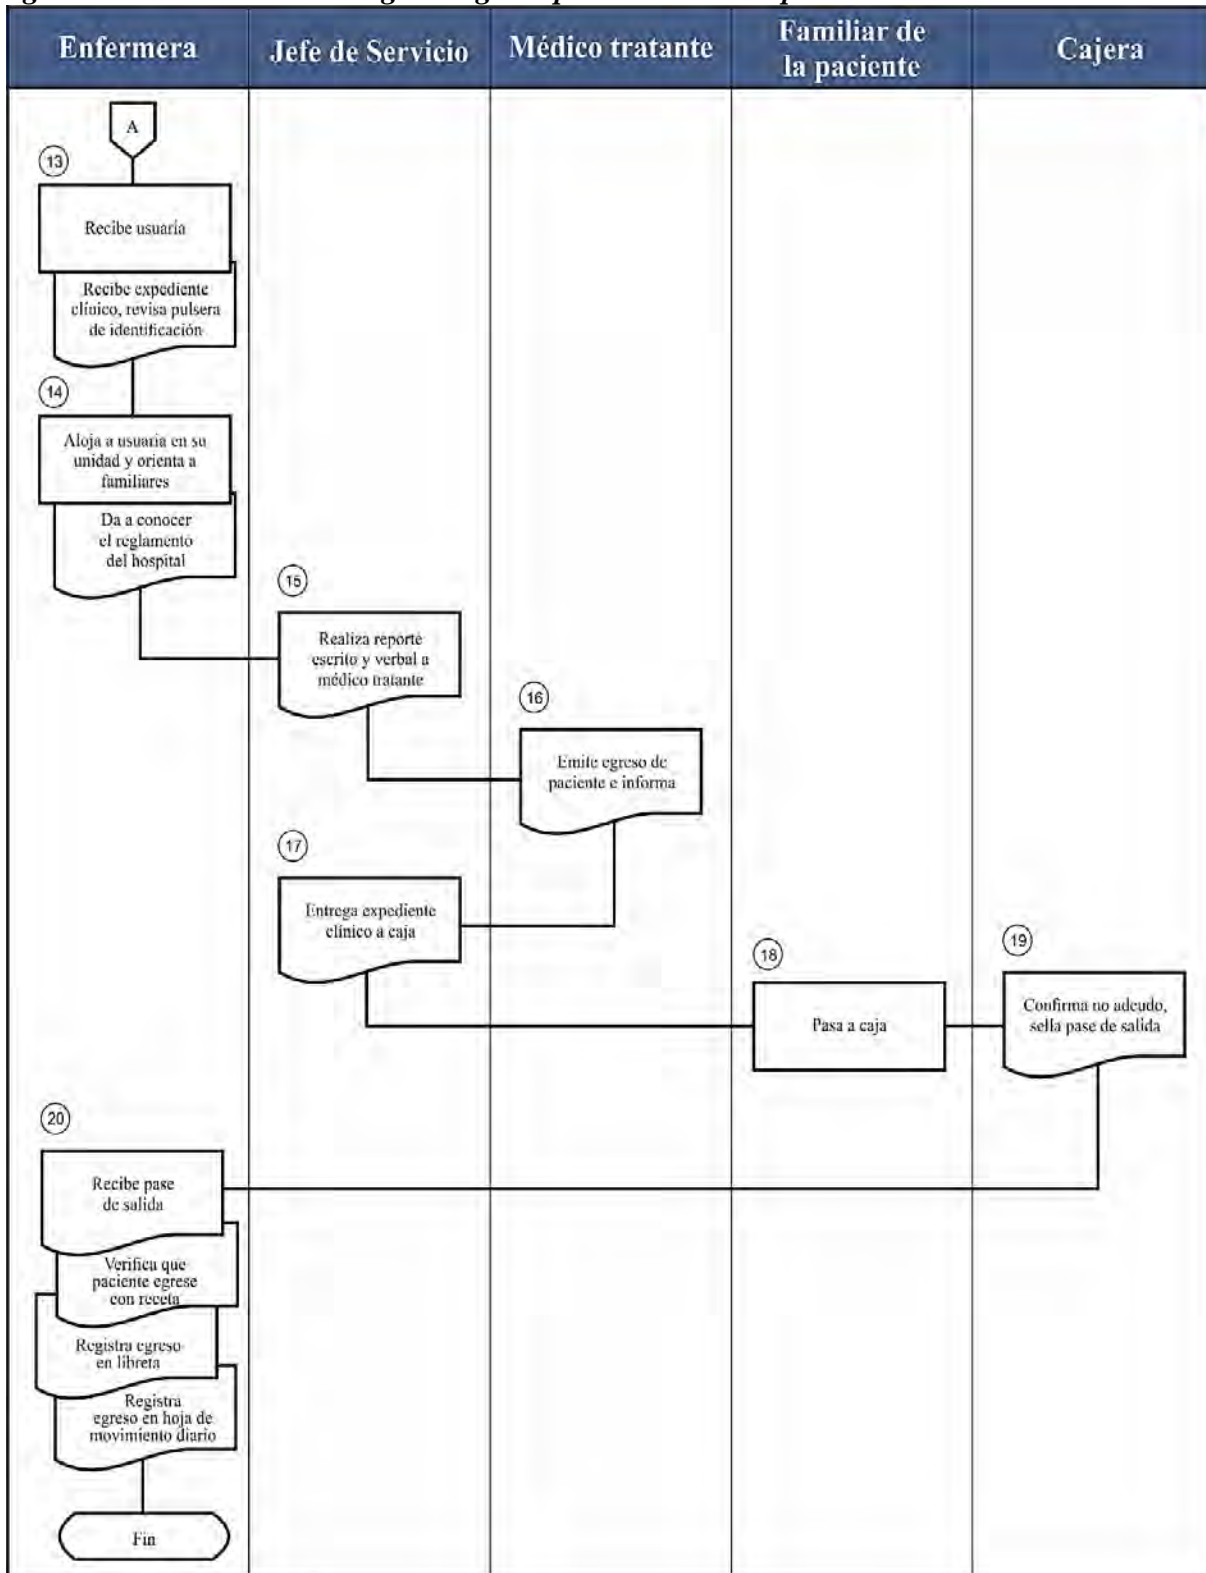 Enfermera
Jefe de Servicio
Médico tratante
Familiar de
la paciente
Cajera
A
13
Recibe usuaria
Recibe expediente
clínico, revisa pulsera
de identificación
14
Aloja a usuaria en su
unidad y orienta a
familiares
Da a conocer
el reglamento
del hospital
15
Realiza reporte
escrito y verbal a
médico tratante
16
Emite egreso de
paciente e informa
17
Entrega expediente
clínico a caja
18
Pasa a caja
19
Confirma no adeudo,
sella pase de salida
20
Recibe pase
de salida
Verifica que
paciente egrese
con receta
Registra egreso
en libreta
Registra
egreso en hoja de
movimiento diario
Fin